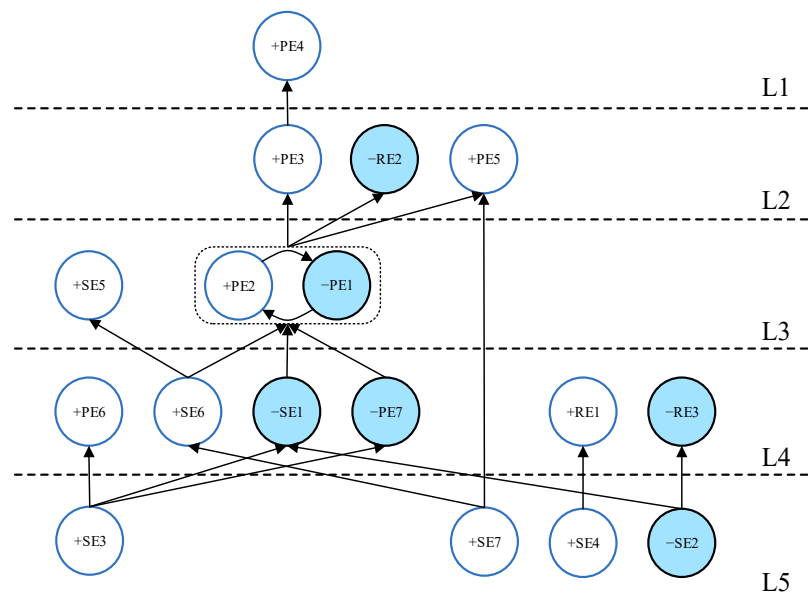 +PE4
L1
+PE3
−RE2
+PE5
L2
+SE5
+PE2
−PE1
L3
+PE6
+SE6
−SE1
−PE7
+RE1
−RE3
L4
+SE3
+SE7
+SE4
−SE2
L5